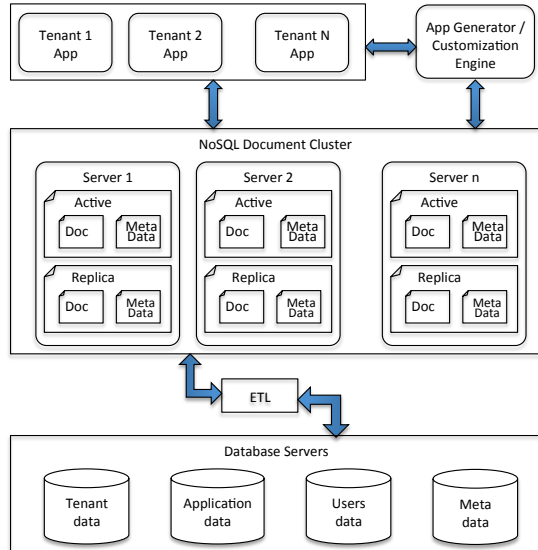 Tenant 1
App
Tenant 2
App
Tenant N
App
App Generator /
Customization
Engine
NoSQL Document Cluster
Server 1
Active
Doc
Meta
Data
Replica
Doc
Meta
Data
Server 2
Active
Doc
Meta
Data
Replica
Doc
Meta
Data
Server n
Active
Doc
Meta
Data
Replica
Doc
Meta
Data
ETL
Database Servers
Tenant
data
Application
data
Users
data
Meta
data